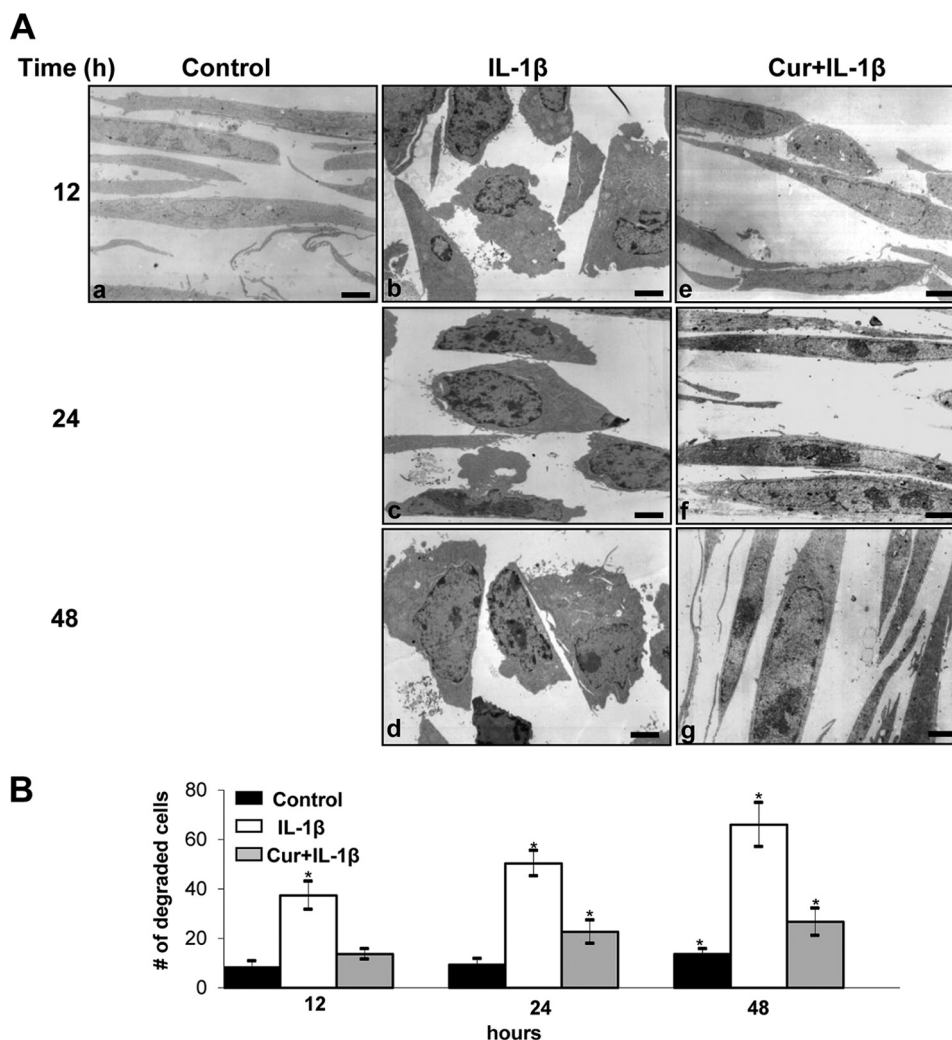 A
Time (h) Control IL-1β Cur+IL-1β
12
a b e
24
c f
48
d g
B
# of degraded cells
80
60
40
20
0
Control
IL-1β
Cur+IL-1β
* * * * * * *
12 24 48
hours